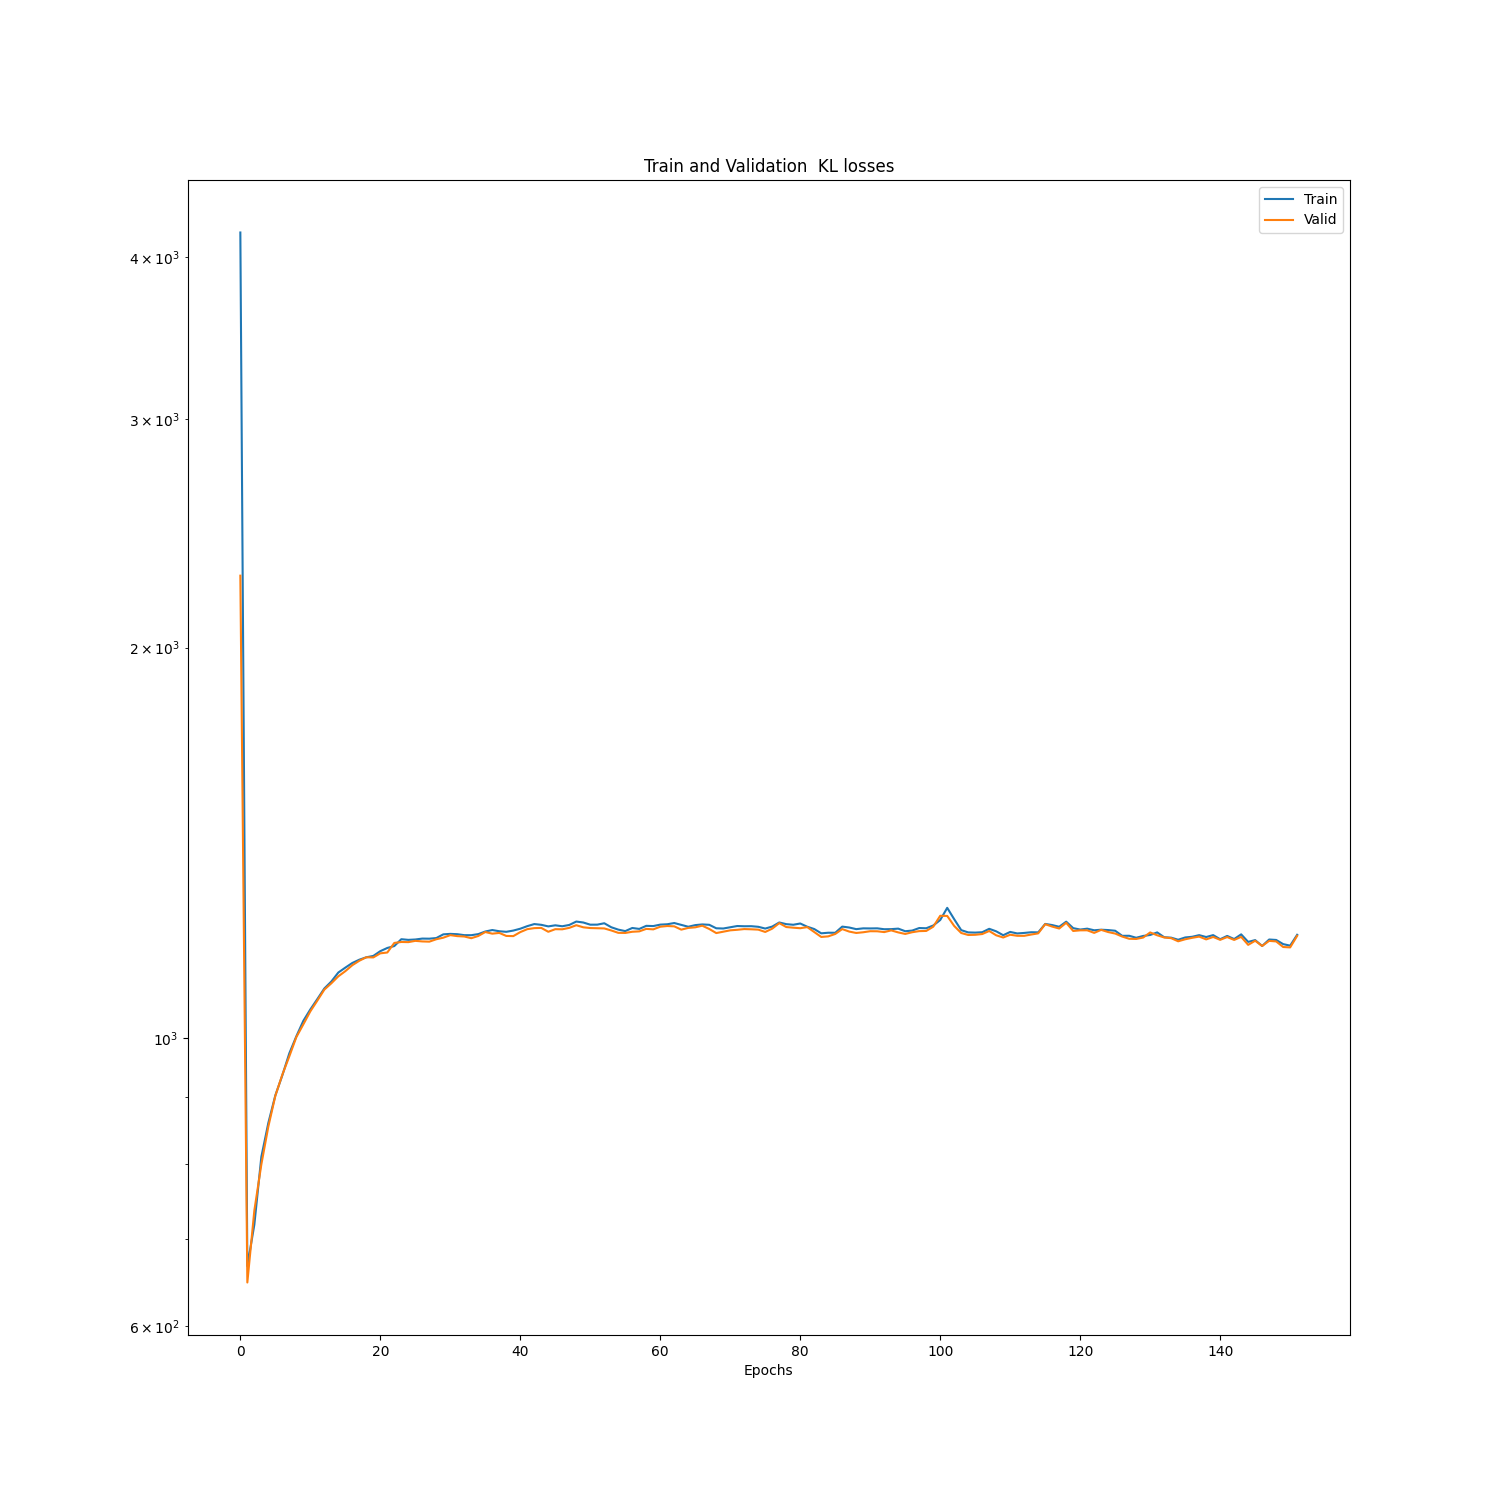 Train and Validation  KL losses
Train
Valid
4 × 10³
3 × 10³
2 × 10³
10³
6 × 10²
0 20 40 60 80 100 120 140
Epochs